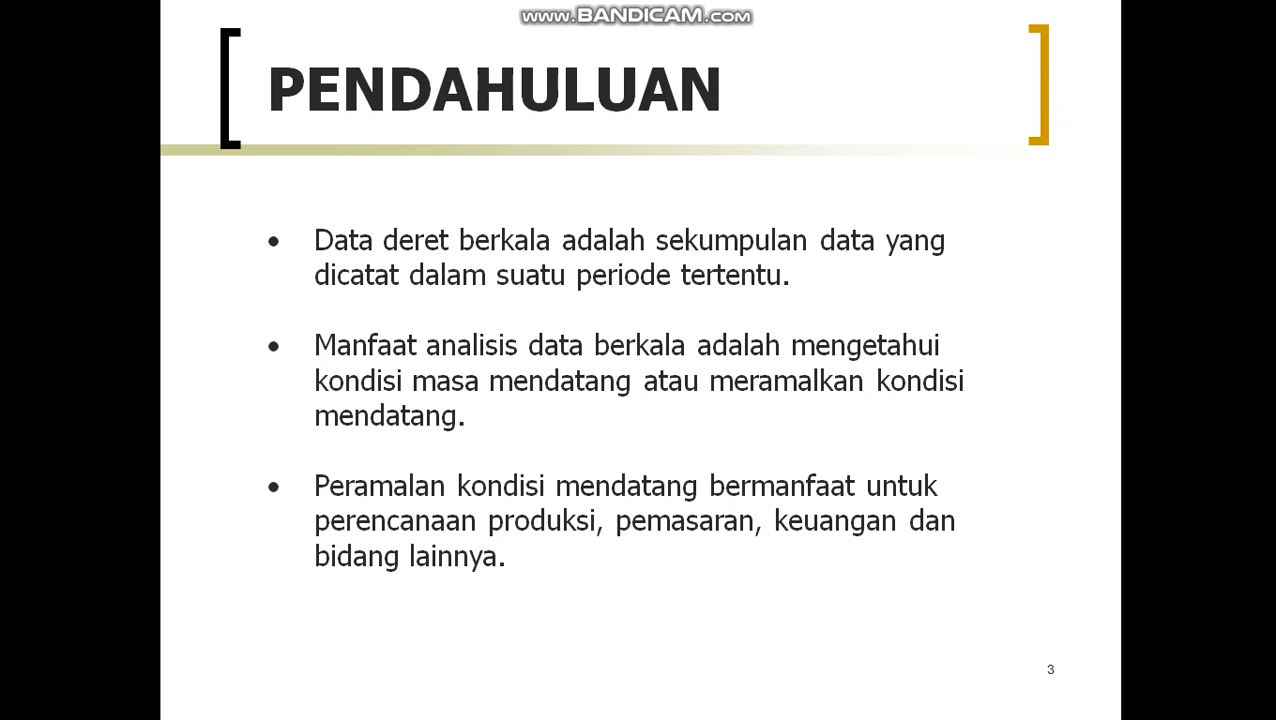 www.BANDICAM.com
PENDAHULUAN
• Data deret berkala adalah sekumpulan data yang
dicatat dalam suatu periode tertentu.
• Manfaat analisis data berkala adalah mengetahui
kondisi masa mendatang atau meramalkan kondisi
mendatang.
• Peramalan kondisi mendatang bermanfaat untuk
perencanaan produksi, pemasaran, keuangan dan
bidang lainnya.
3